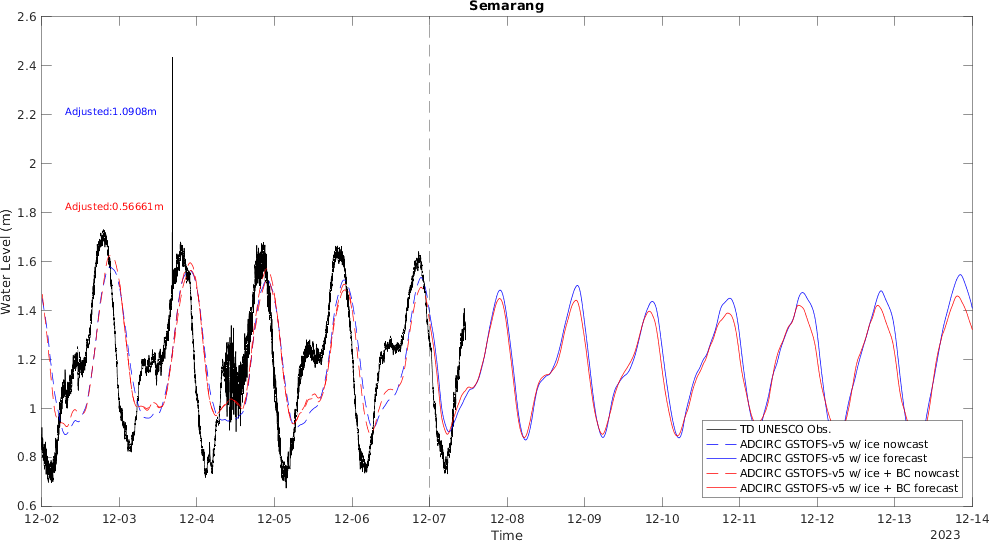 Semarang
2.6
2.4
2.2
2
1.8
1.6
1.4
1.2
1
0.8
0.6
Water Level (m)
Adjusted:1.0908m
Adjusted:0.56661m
TD UNESCO Obs.
ADCIRC GSTOFS-v5 w/ ice nowcast
ADCIRC GSTOFS-v5 w/ ice forecast
ADCIRC GSTOFS-v5 w/ ice + BC nowcast
ADCIRC GSTOFS-v5 w/ ice + BC forecast
12-02 12-03 12-04 12-05 12-06 12-07 12-08 12-09 12-10 12-11 12-12 12-13 12-14
Time
2023